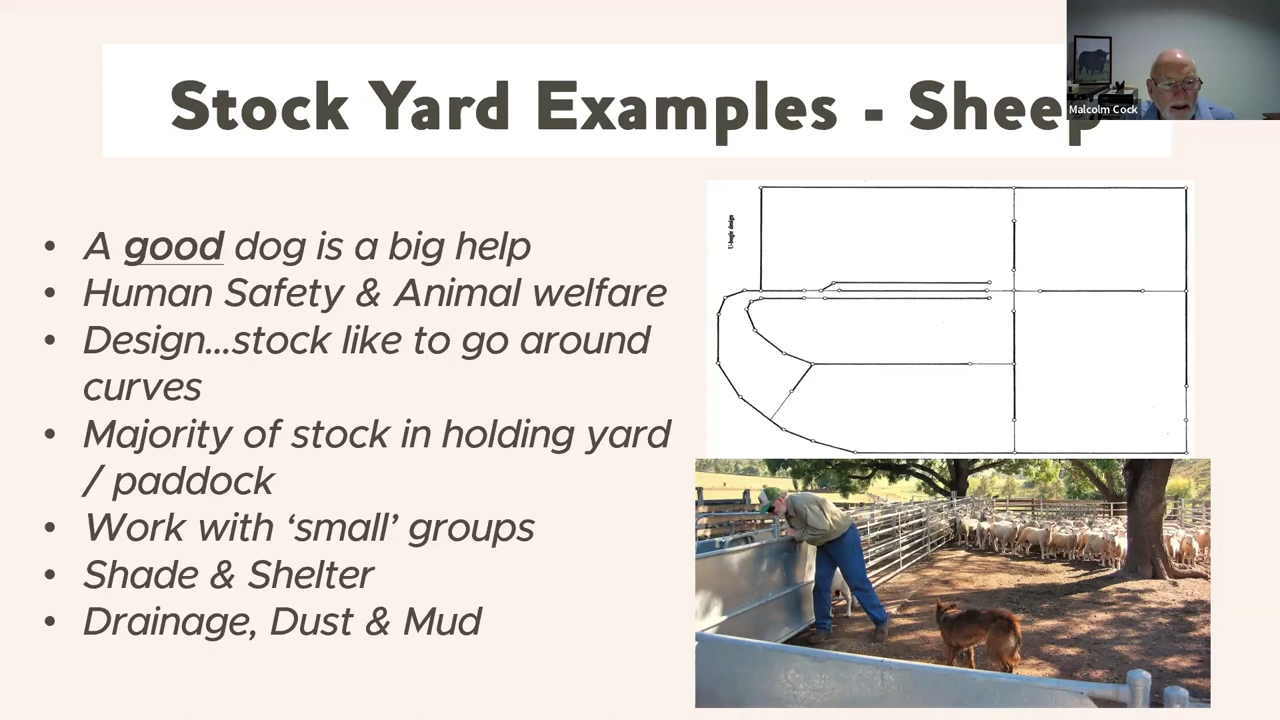 Stock Yard Examples - Sheep
Malcolm Cock
• A good dog is a big help
• Human Safety & Animal welfare
• Design...stock like to go around
curves
• Majority of stock in holding yard
/ paddock
• Work with ‘small’ groups
• Shade & Shelter
• Drainage, Dust & Mud